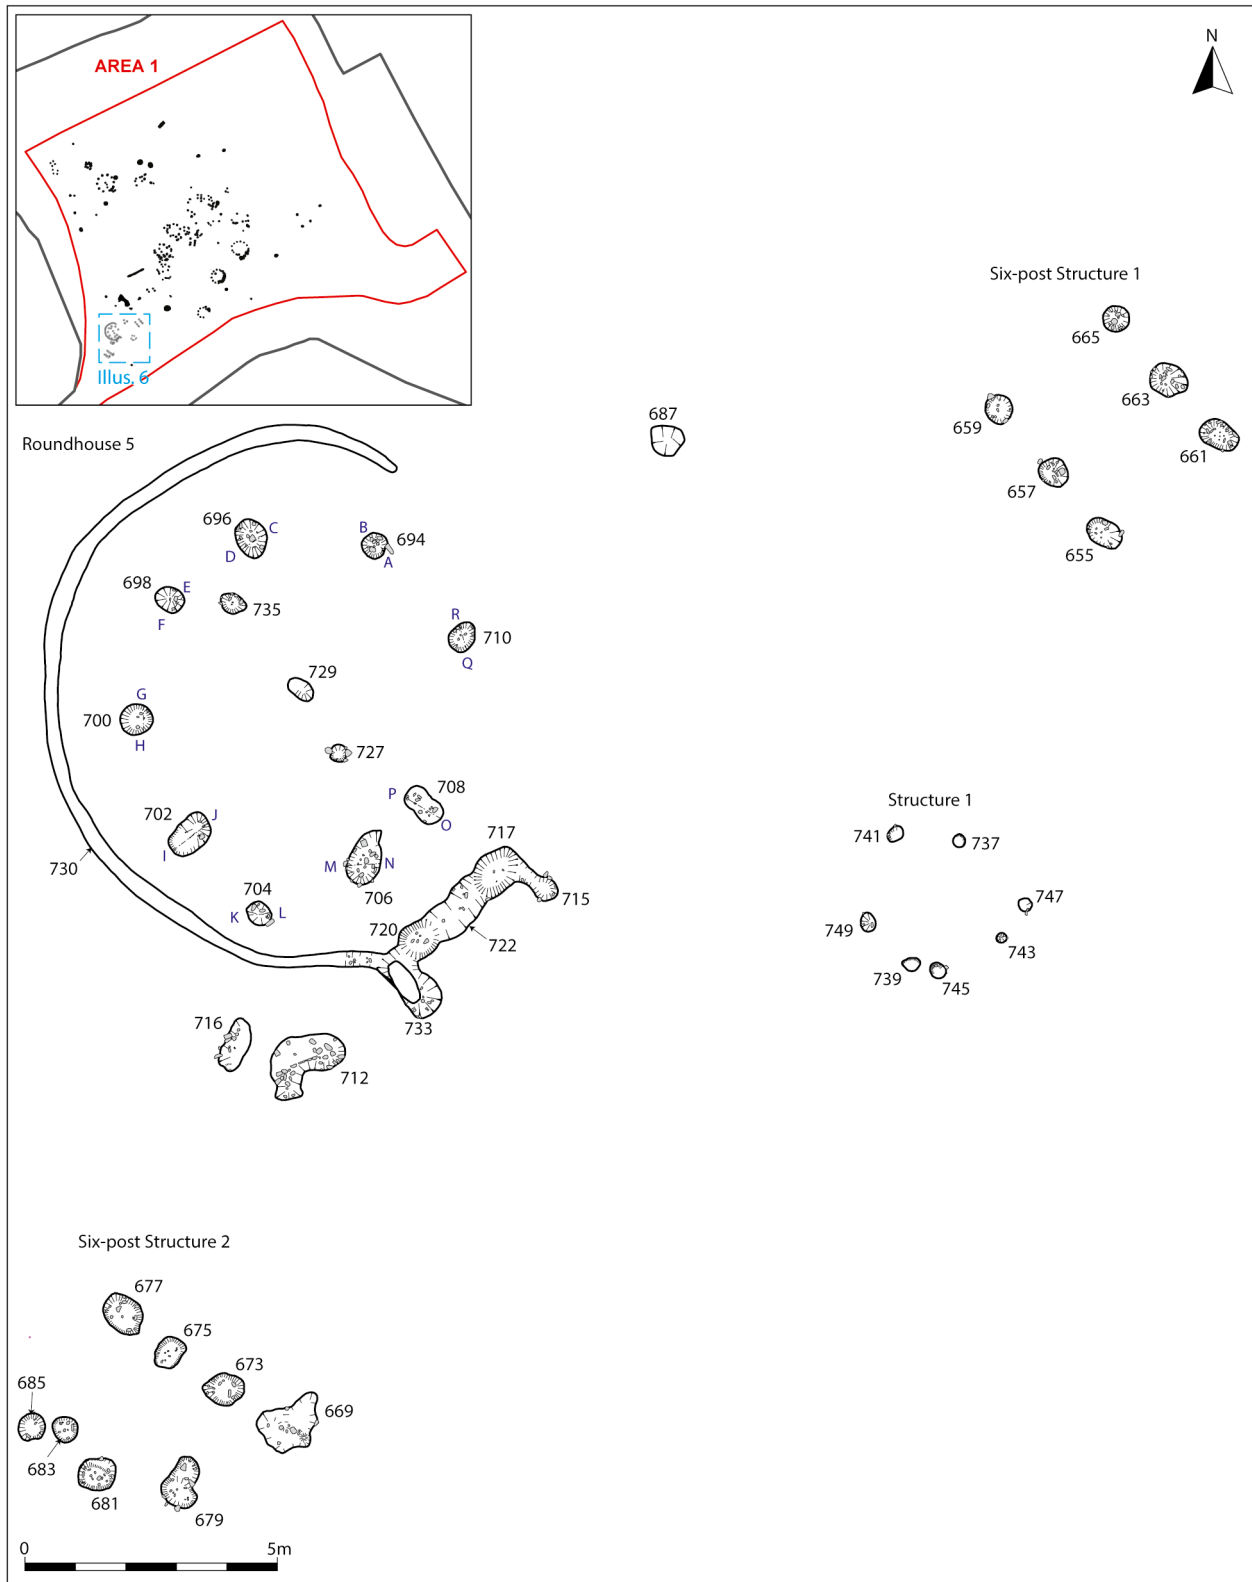 AREA 1
Illus. 6
N
Six-post Structure 1
665
663
659
661
657
655
687
Roundhouse 5
696
C
D
B
694
A
698
E
F
735
R
710
Q
729
G
700
H
727
702
J
I
P
708
O
M
N
706
717
715
730
704
K
L
720
722
733
716
712
Structure 1
741
737
747
749
743
739
745
Six-post Structure 2
677
675
673
685
669
683
681
679
0
5m